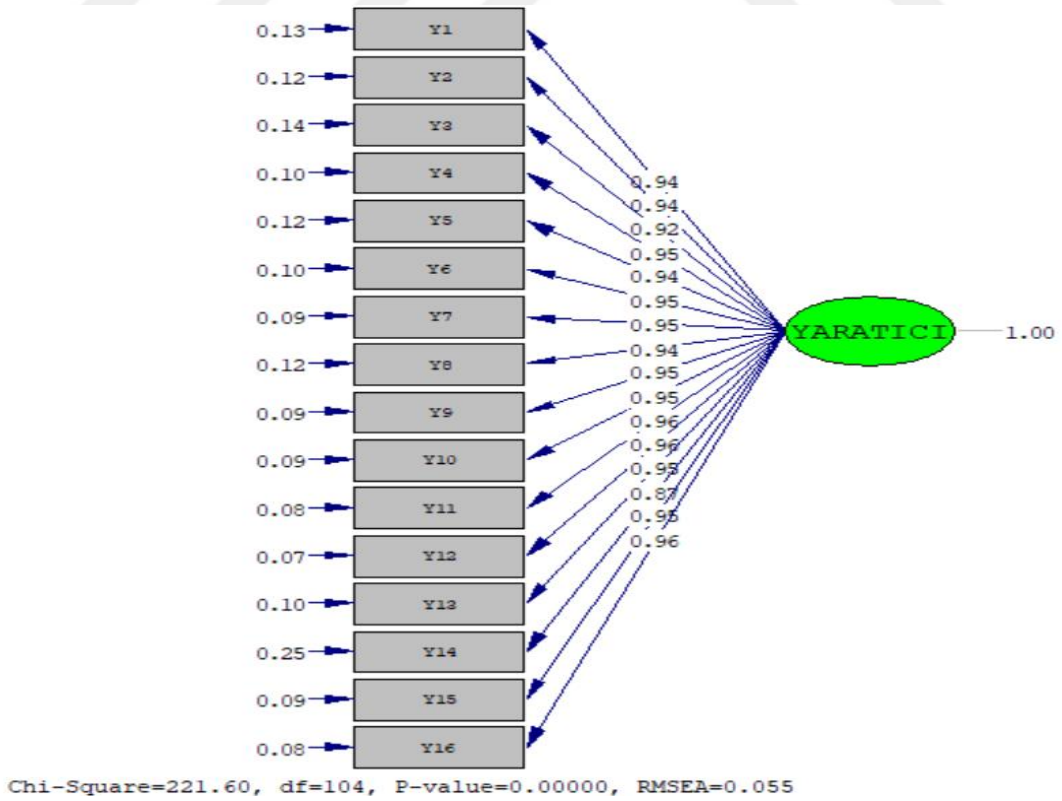 0.13 Y1
0.12 Y2
0.14 Y3
0.10 Y4
0.12 Y5
0.10 Y6
0.09 Y7
0.12 Y8
0.09 Y9
0.09 Y10
0.08 Y11
0.07 Y12
0.10 Y13
0.25 Y14
0.09 Y15
0.08 Y16
0.94
0.94
0.92
0.95
0.94
0.95
0.95
0.94
0.95
0.95
0.96
0.96
0.95
0.87
0.95
0.96
YARATICI 1.00
Chi-Square=221.60, df=104, P-value=0.00000, RMSEA=0.055